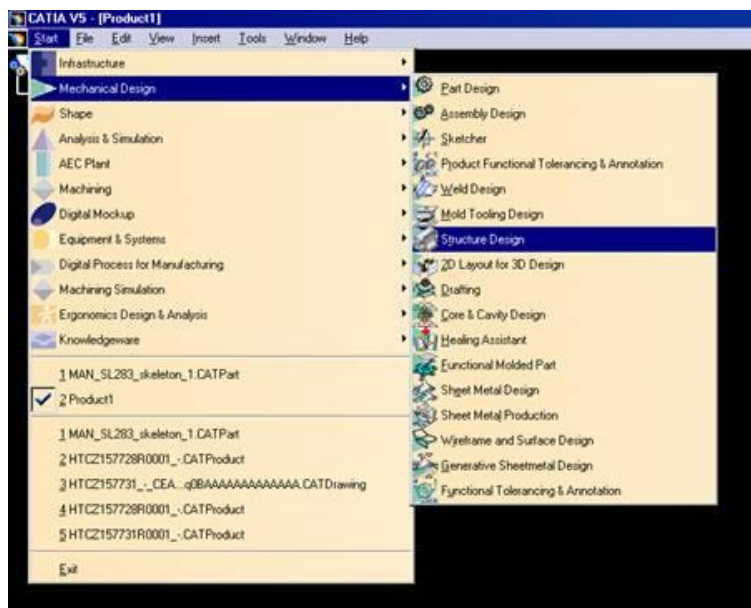 CATIA V5 - [Product1]
Start File Edit View Insert Tools Window Help
Infrastructure
Mechanical Design
Shape
Analysis & Simulation
AEC Plant
Machining
Digital Mockup
Equipment & Systems
Digital Process for Manufacturing
Machining Simulation
Ergonomics Design & Analysis
Knowledgeware
1 MAN_SL283_skeleton_1.CATPart
2 Product1
1 MAN_SL283_skeleton_1.CATPart
2 HTCZ157728R0001_-.CATProduct
3 HTCZ157731_-_CEA...q0BAAAAAAAAAAAAA.CATDrawing
4 HTCZ157728R0001_-.CATProduct
5 HTCZ157731R0001_-.CATProduct
Exit
Part Design
Assembly Design
Sketcher
Product Functional Tolerancing & Annotation
Weld Design
Mold Tooling Design
Structure Design
2D Layout for 3D Design
Drafting
Core & Cavity Design
Healing Assistant
Functional Molded Part
Sheet Metal Design
Sheet Metal Production
Wireframe and Surface Design
Generative Sheetmetal Design
Functional Tolerancing & Annotation